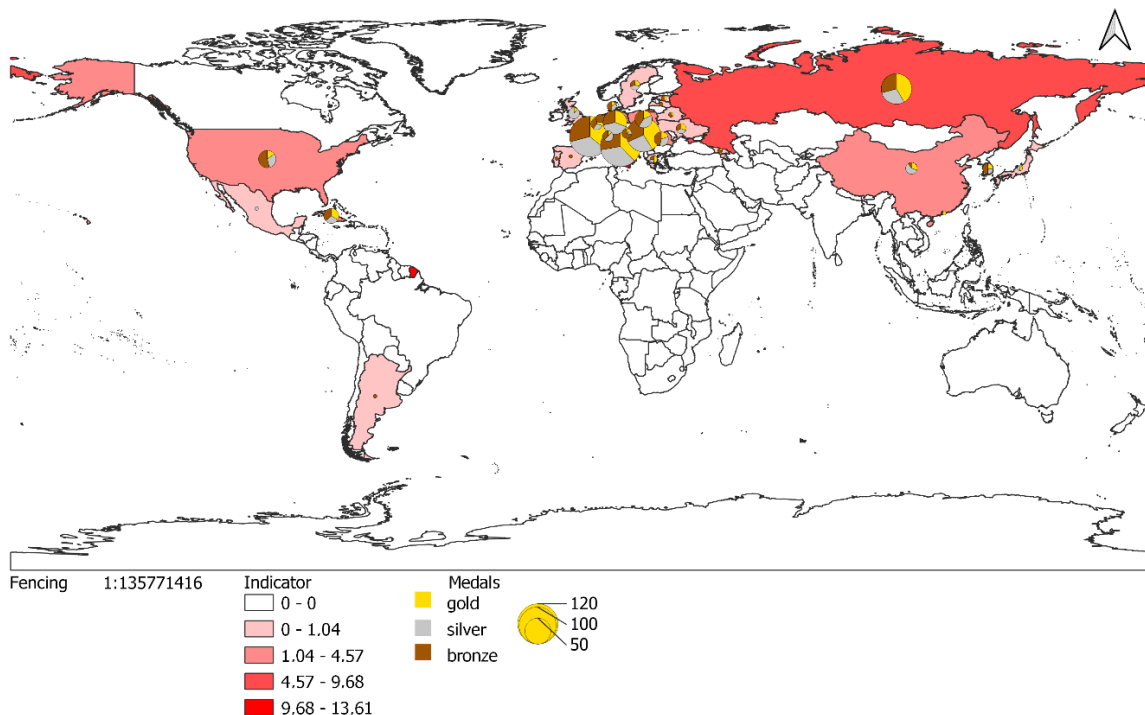 Fencing 1:135771416 Indicator Medals
0 - 0
0 - 1.04
1.04 - 4.57
4.57 - 9.68
9.68 - 13.61
gold
silver
bronze
120
100
50